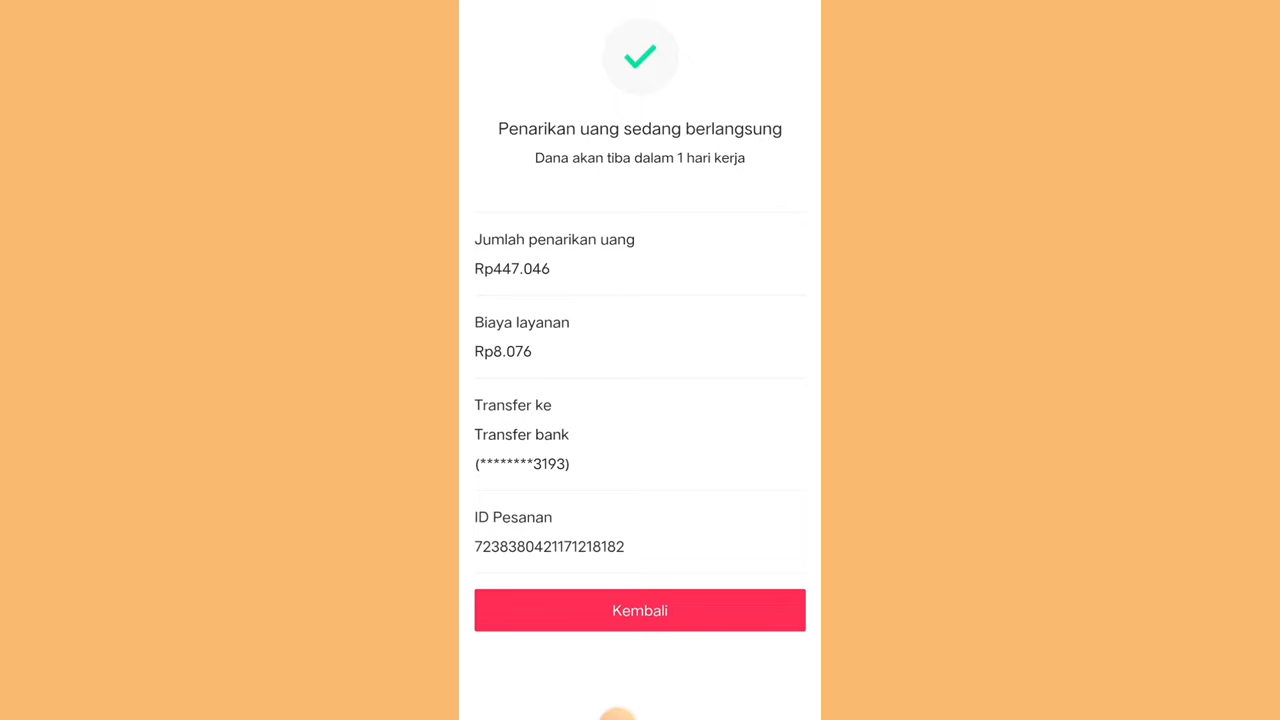 Penarikan uang sedang berlangsung
Dana akan tiba dalam 1 hari kerja
Jumlah penarikan uang
Rp447.046
Biaya layanan
Rp8.076
Transfer ke
Transfer bank
(********3193)
ID Pesanan
7238380421171218182
Kembali